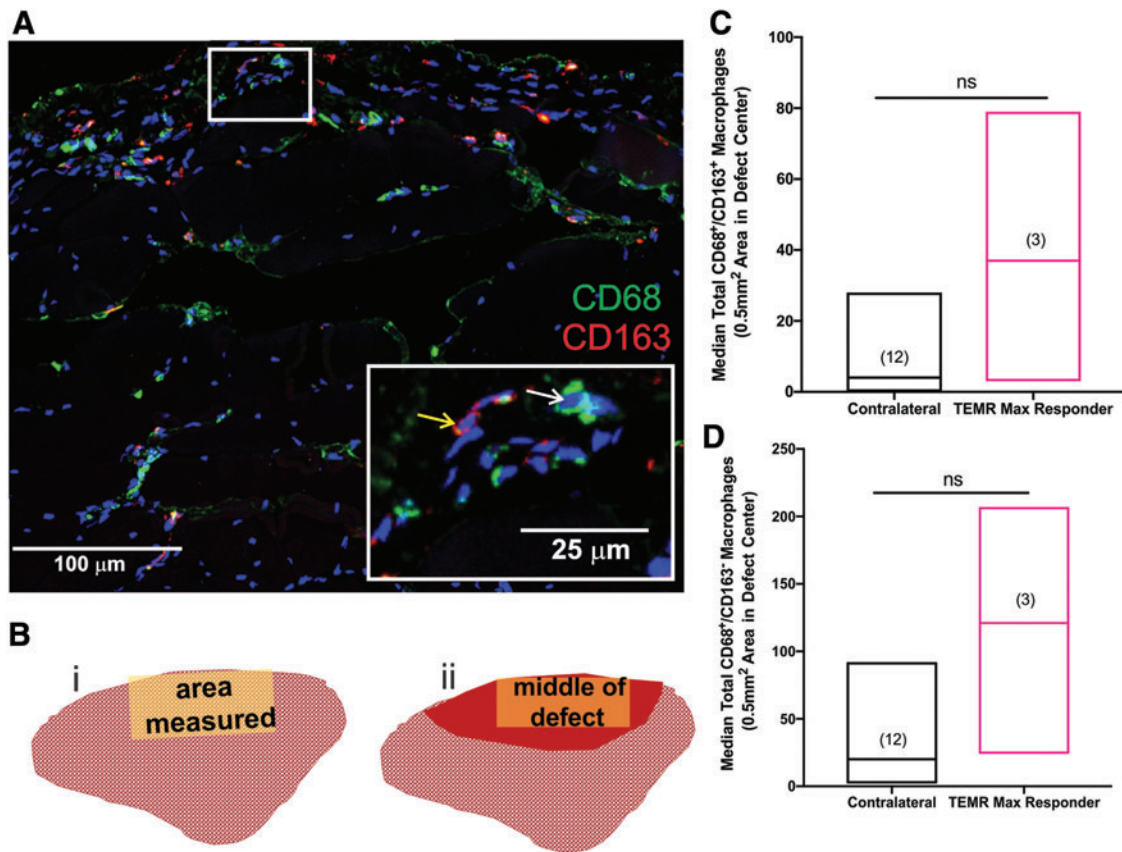 A
CD68
CD163
100 μm
25 μm
B
i
area
measured
ii
middle of
defect
C
Median Total CD68⁺/CD163⁺ Macrophages
(0.5mm² Area in Defect Center)
100
80
60
40
20
0
ns
(12)
(3)
Contralateral
TEMR Max Responder
D
Median Total CD68⁺/CD163⁻ Macrophages
(0.5mm² Area in Defect Center)
250
200
150
100
50
0
ns
(12)
(3)
Contralateral
TEMR Max Responder